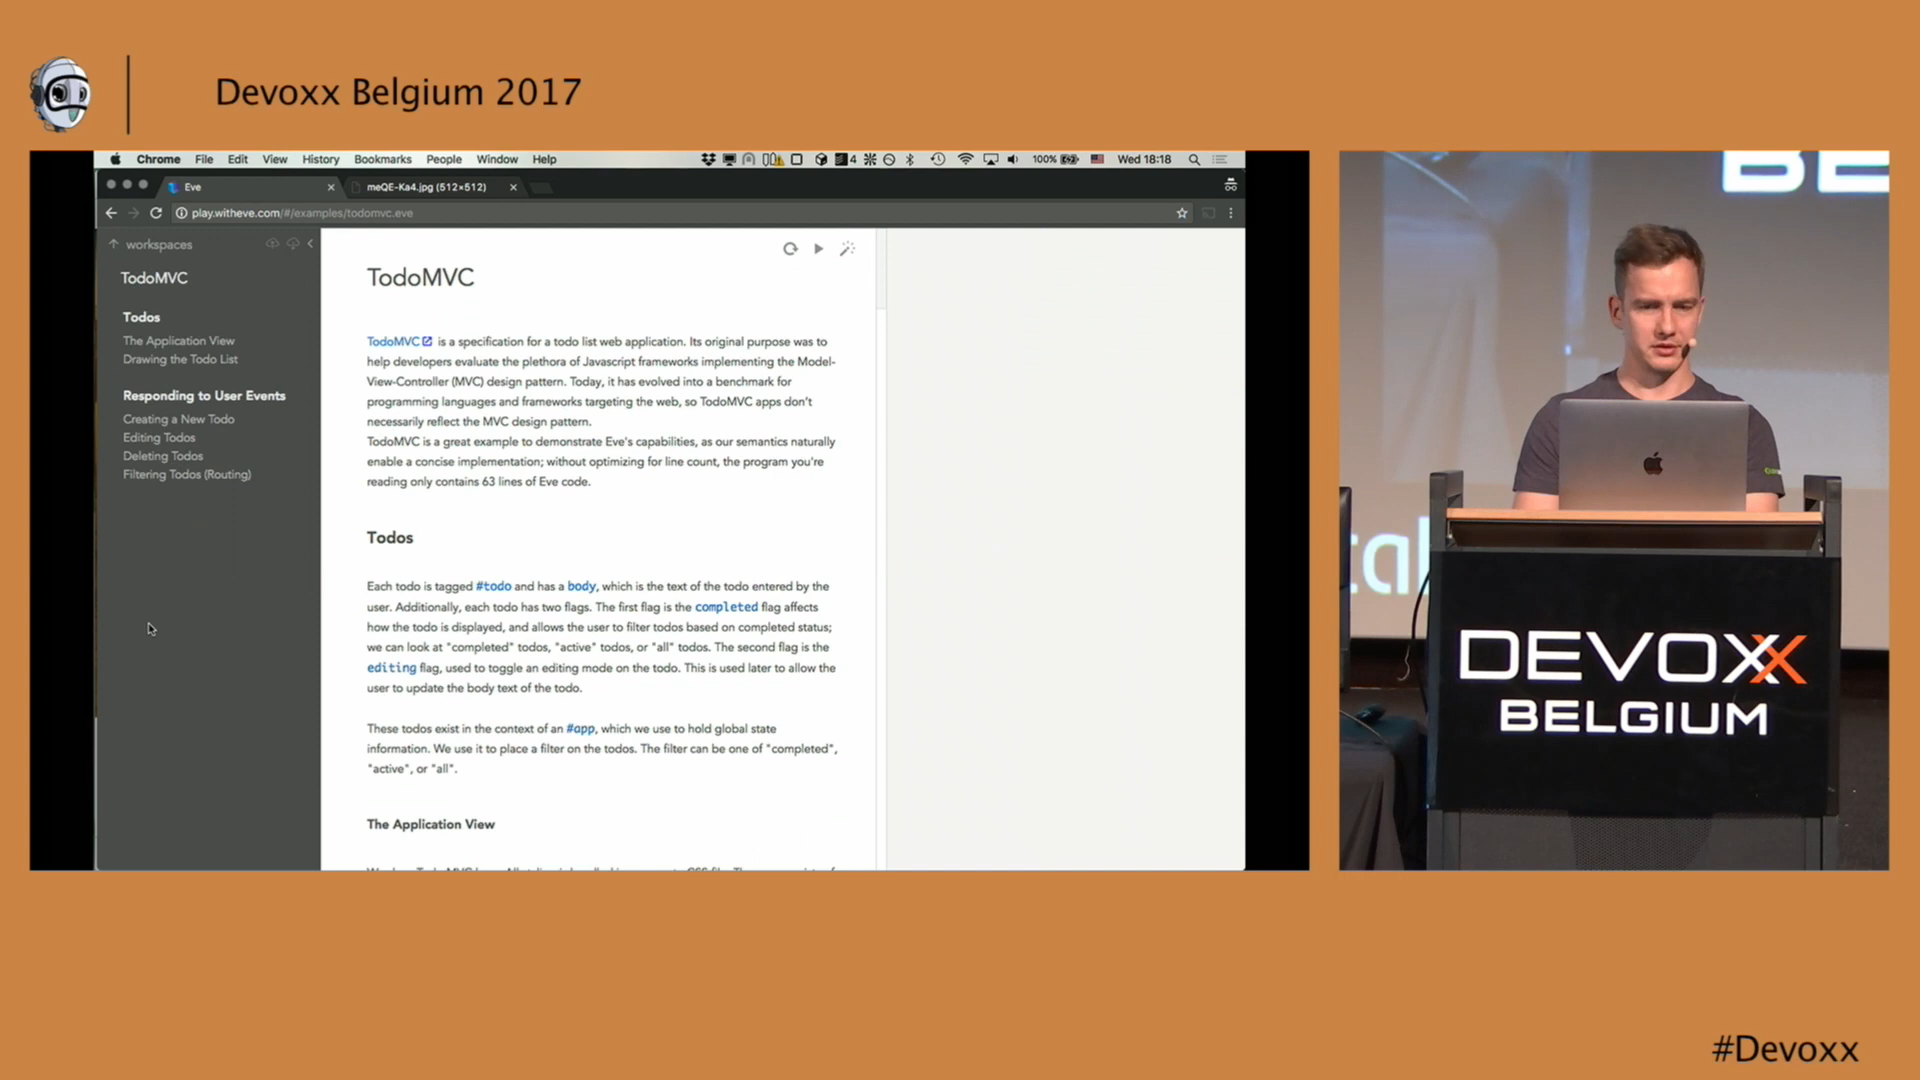 Devoxx Belgium 2017
Chrome File Edit View History Bookmarks People Window Help
4
100%
Wed 18:18
Eve
meQE-Ka4.jpg (512×512)
play.witheve.com/#/examples/todomvc.eve
workspaces
TodoMVC
Todos
The Application View
Drawing the Todo List
Responding to User Events
Creating a New Todo
Editing Todos
Deleting Todos
Filtering Todos (Routing)
TodoMVC
TodoMVC is a specification for a todo list web application. Its original purpose was to
help developers evaluate the plethora of Javascript frameworks implementing the Model-
View-Controller (MVC) design pattern. Today, it has evolved into a benchmark for
programming languages and frameworks targeting the web, so TodoMVC apps don't
necessarily reflect the MVC design pattern.
TodoMVC is a great example to demonstrate Eve's capabilities, as our semantics naturally
enable a concise implementation; without optimizing for line count, the program you're
reading only contains 63 lines of Eve code.
Todos
Each todo is tagged #todo and has a body, which is the text of the todo entered by the
user. Additionally, each todo has two flags. The first flag is the completed flag affects
how the todo is displayed, and allows the user to filter todos based on completed status;
we can look at "completed" todos, "active" todos, or "all" todos. The second flag is the
editing flag, used to toggle an editing mode on the todo. This is used later to allow the
user to update the body text of the todo.
These todos exist in the context of an #app, which we use to hold global state
information. We use it to place a filter on the todos. The filter can be one of "completed",
"active", or "all".
The Application View
BE
DEVOXX
BELGIUM
#Devoxx